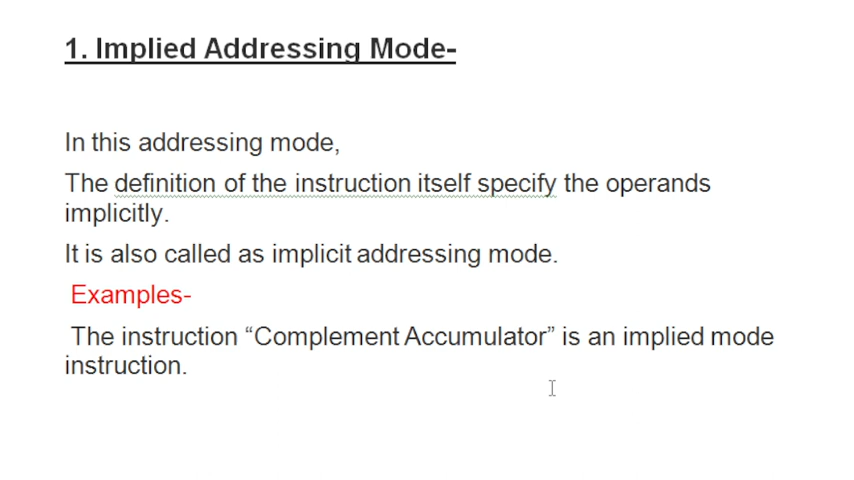 1. Implied Addressing Mode-
In this addressing mode,
The definition of the instruction itself specify the operands
implicitly.
It is also called as implicit addressing mode.
Examples-
The instruction “Complement Accumulator” is an implied mode
instruction.